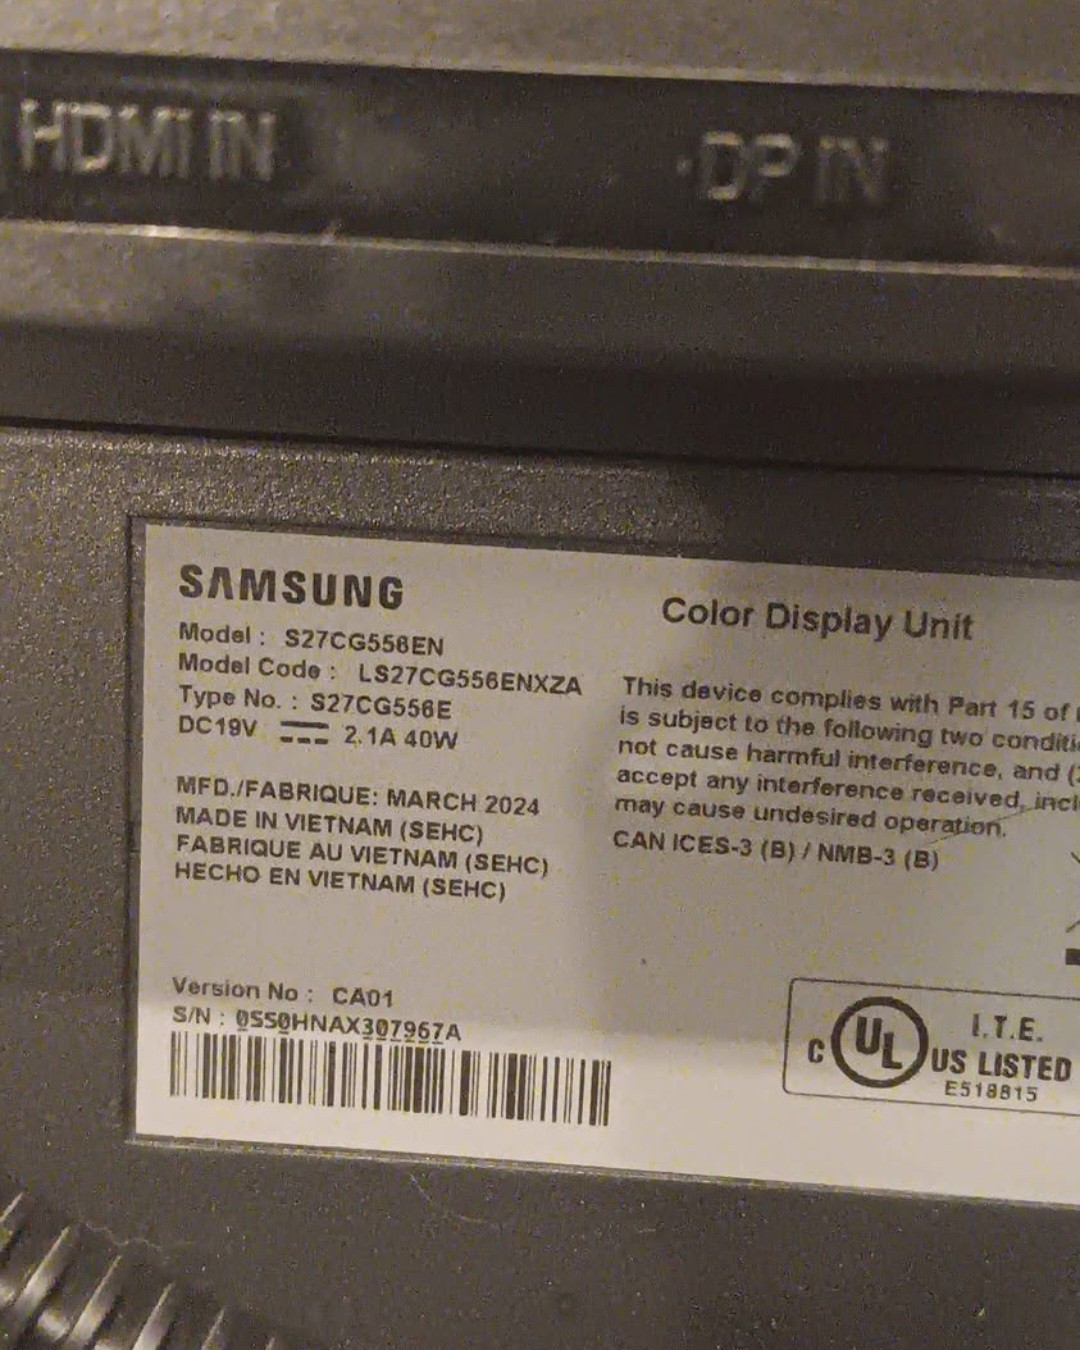 HDMI IN
DP IN
SAMSUNG
Model : S27CG556EN
Model Code : LS27CG556ENXZA
Type No. : S27CG556E
DC19V 2.1A 40W
MFD./FABRIQUE: MARCH 2024
MADE IN VIETNAM (SEHC)
FABRIQUE AU VIETNAM (SEHC)
HECHO EN VIETNAM (SEHC)
Version No : CA01
S/N : 0SS0HNAX307967A
Color Display Unit
This device complies with Part 15 of
is subject to the following two
not cause harmful interference, and
accept any interference received,
may cause undesired operation.
CAN ICES-3 (B) / NMB-3 (B)
C UL US LISTED
I.T.E.
E518815